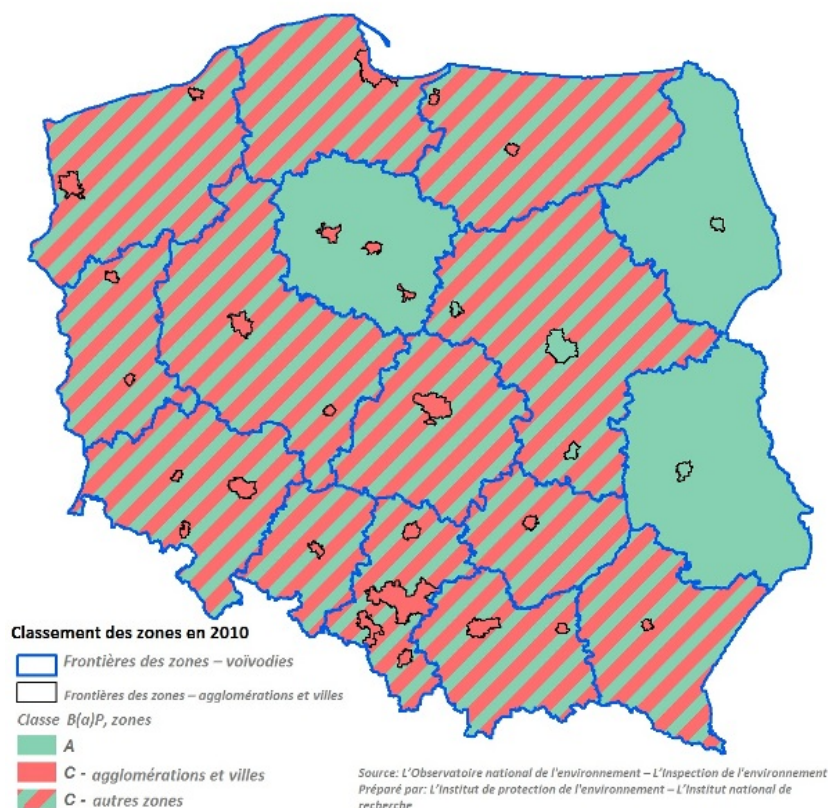 Classement des zones en 2010
Frontières des zones – voïvodies
Frontières des zones – agglomérations et villes
Classe B(a)P, zones
A
C - agglomérations et villes
C - autres zones
Source: L'Observatoire national de l'environnement – L'Inspection de l'environnement
Préparé par: L'Institut de protection de l'environnement – L'Institut national de
recherche